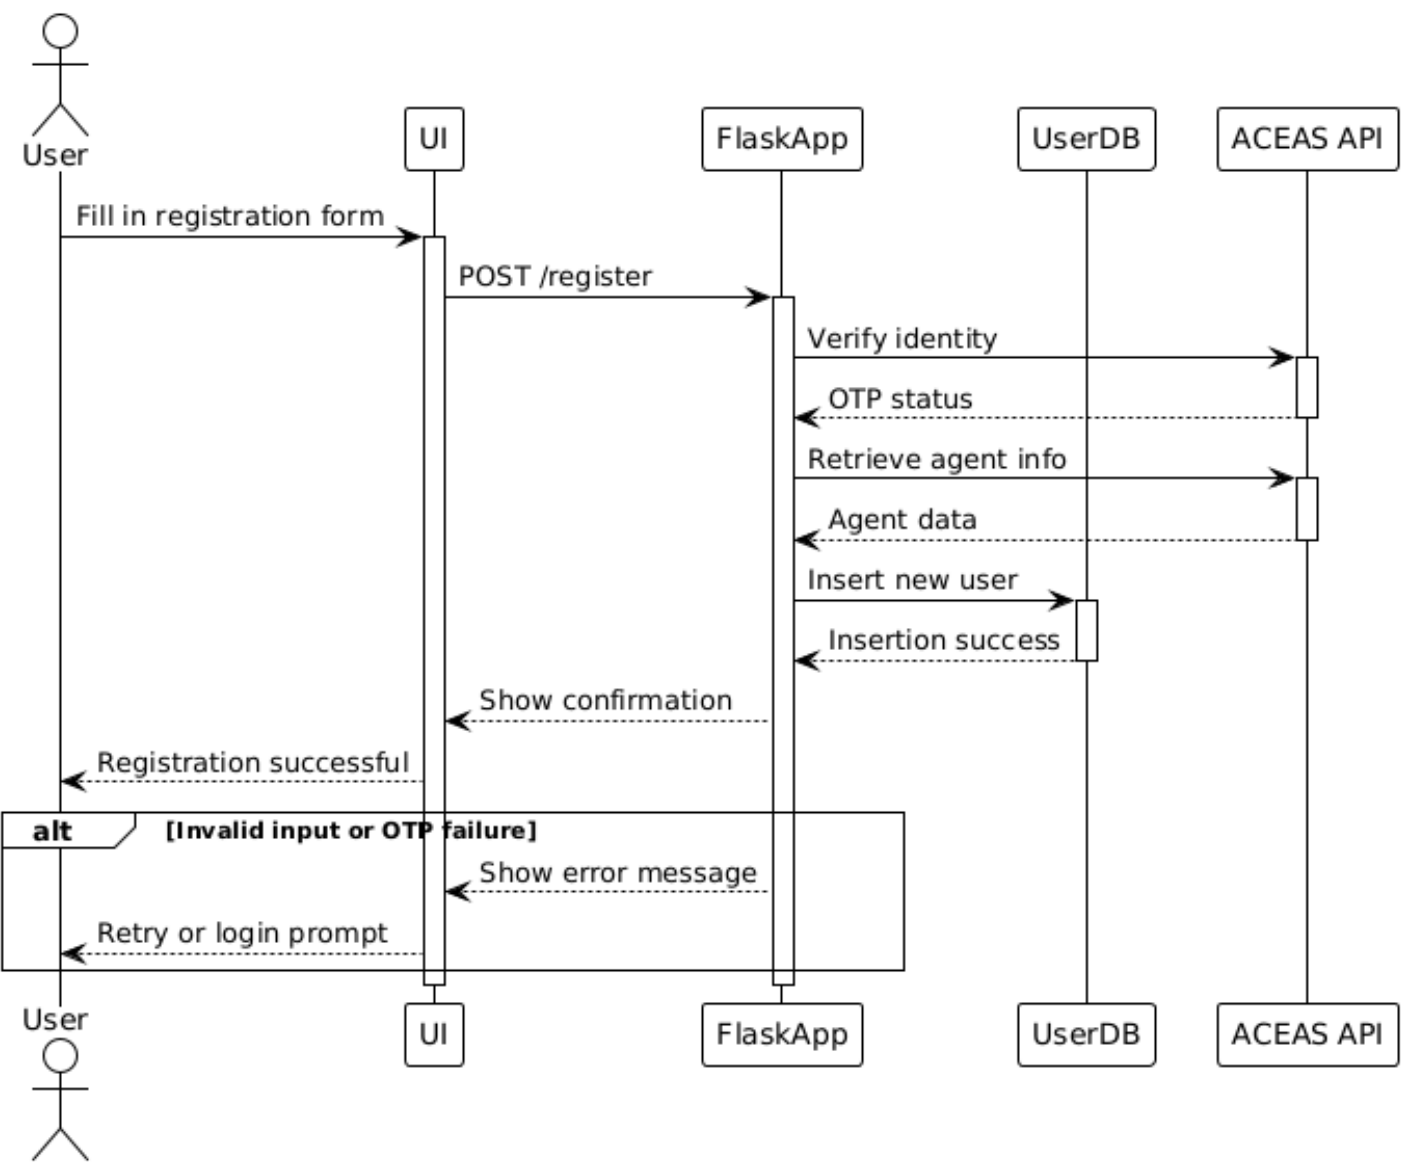 User
UI
FlaskApp
UserDB
ACEAS API
Fill in registration form
POST /register
Verify identity
OTP status
Retrieve agent info
Agent data
Insert new user
Insertion success
Show confirmation
Registration successful
alt [Invalid input or OTP failure]
Show error message
Retry or login prompt
User
UI
FlaskApp
UserDB
ACEAS API